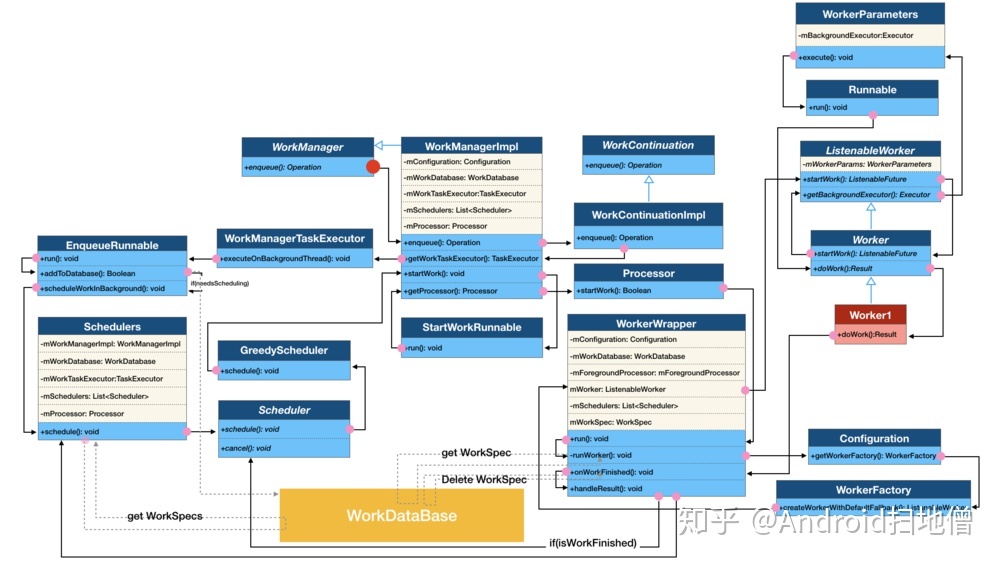 WorkerParameters
-mBackgroundExecutor:Executor
+execute(): void
Runnable
+run(): void
ListenableWorker
-mWorkerParams: WorkerParameters
+startWork(): ListenableFuture
+getBackgroundExecutor(): Executor
Worker
+startWork(): ListenableFuture
+doWork():Result
Worker1
+doWork():Result
WorkManager
+enqueue(): Operation
WorkManagerImpl
-mConfiguration: Configuration
-mWorkDatabase: WorkDatabase
-mWorkTaskExecutor:TaskExecutor
-mSchedulers: List<Scheduler>
-mProcessor: Processor
+enqueue(): Operation
+getWorkTaskExecutor(): TaskExecutor
+startWork(): void
+getProcessor(): Processor
WorkContinuation
+enqueue(): Operation
WorkContinuationImpl
+enqueue(): Operation
Processor
+startWork(): Boolean
StartWorkRunnable
+run(): void
EnqueueRunnable
+run(): void
+addToDatabase(): Boolean
+scheduleWorkInBackground(): void
WorkManagerTaskExecutor
+executeOnBackgroundThread(): void
if(needsScheduling)
Schedulers
-mWorkManagerImpl: WorkManagerImpl
-mWorkDatabase: WorkDatabase
-mWorkTaskExecutor:TaskExecutor
-mSchedulers: List<Scheduler>
-mProcessor: Processor
+schedule(): void
GreedyScheduler
+schedule(): void
Scheduler
+schedule(): void
+cancel(): void
WorkerWrapper
-mConfiguration: Configuration
-mWorkDatabase: WorkDatabase
-mForegroundProcessor: mForegroundProcessor
mWorker: ListenableWorker
-mSchedulers: List<Scheduler>
mWorkSpec: WorkSpec
+run(): void
-runWorker(): void
+onWorkFinished(): void
+handleResult(): void
Configuration
+getWorkerFactory(): WorkerFactory
WorkerFactory
+createWorkerWithDefaultFallback(): ListenableWorker
get WorkSpec
Delete WorkSpec
get WorkSpecs
WorkDataBase
if(isWorkFinished)
知乎 @Android扫地僧